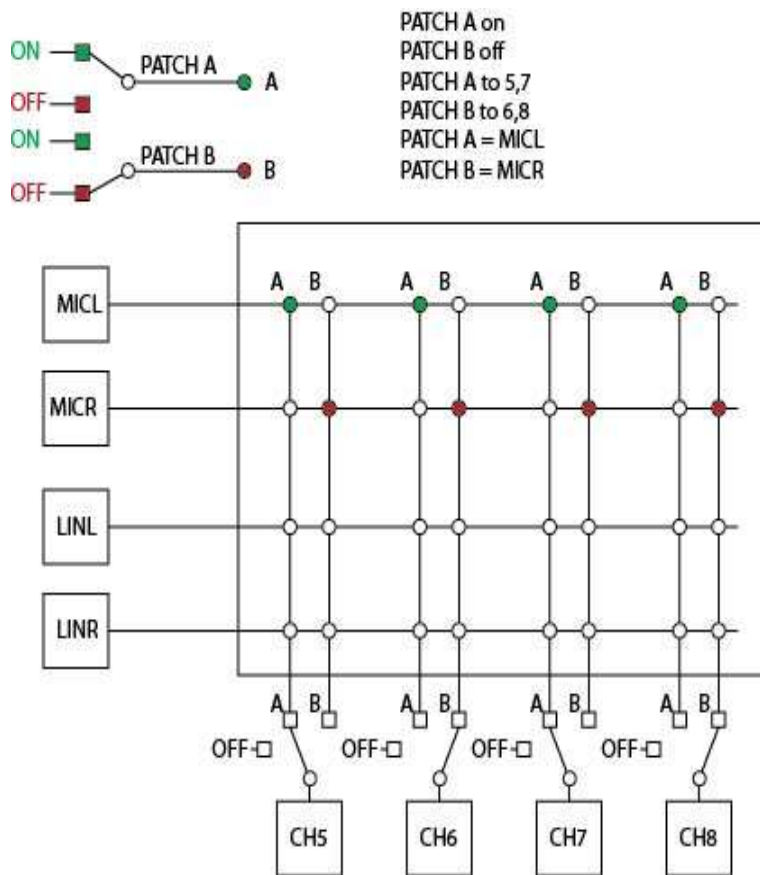 PATCH A on
PATCH B off
PATCH A to 5,7
PATCH B to 6,8
PATCH A = MICL
PATCH B = MICR
ON
PATCH A
A
OFF
ON
PATCH B
B
OFF
A B A B A B A B
MICL
MICR
LINL
LINR
A B A B A B A B
OFF OFF OFF OFF
CH5 CH6 CH7 CH8